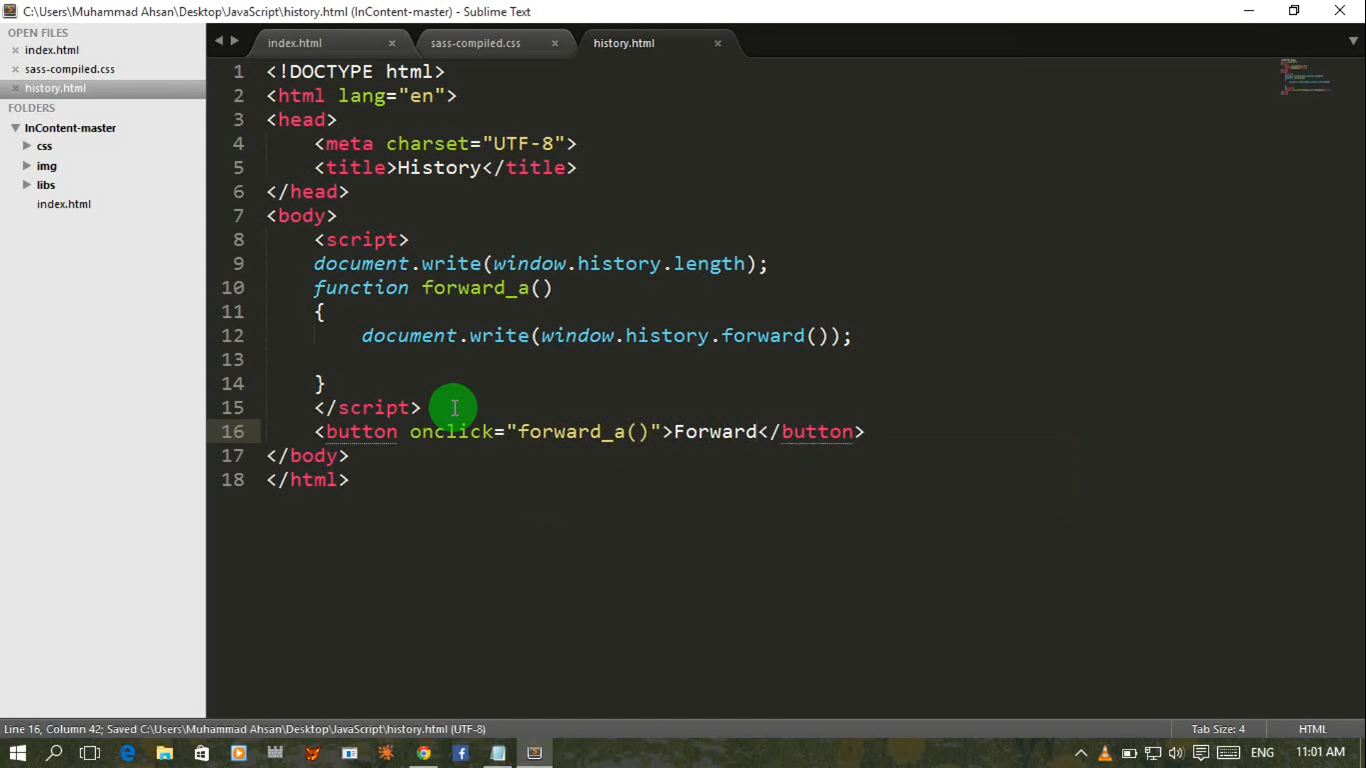 C:\Users\Muhammad Ahsan\Desktop\JavaScript\history.html (InContent-master) - Sublime Text
OPEN FILES
index.html
sass-compiled.css
history.html
FOLDERS
InContent-master
css
img
libs
index.html
index.html
sass-compiled.css
history.html
1 <!DOCTYPE html>
2 <html lang="en">
3 <head>
4 <meta charset="UTF-8">
5 <title>History</title>
6 </head>
7 <body>
8 <script>
9 document.write(window.history.length);
10 function forward_a()
11 {
12 document.write(window.history.forward());
13
14 }
15 </script>
16 <button onclick="forward_a()">Forward</button>
17 </body>
18 </html>
Line 16, Column 42; Saved C:\Users\Muhammad Ahsan\Desktop\JavaScript\history.html (UTF-8)
Tab Size: 4
HTML
ENG
11:01 AM